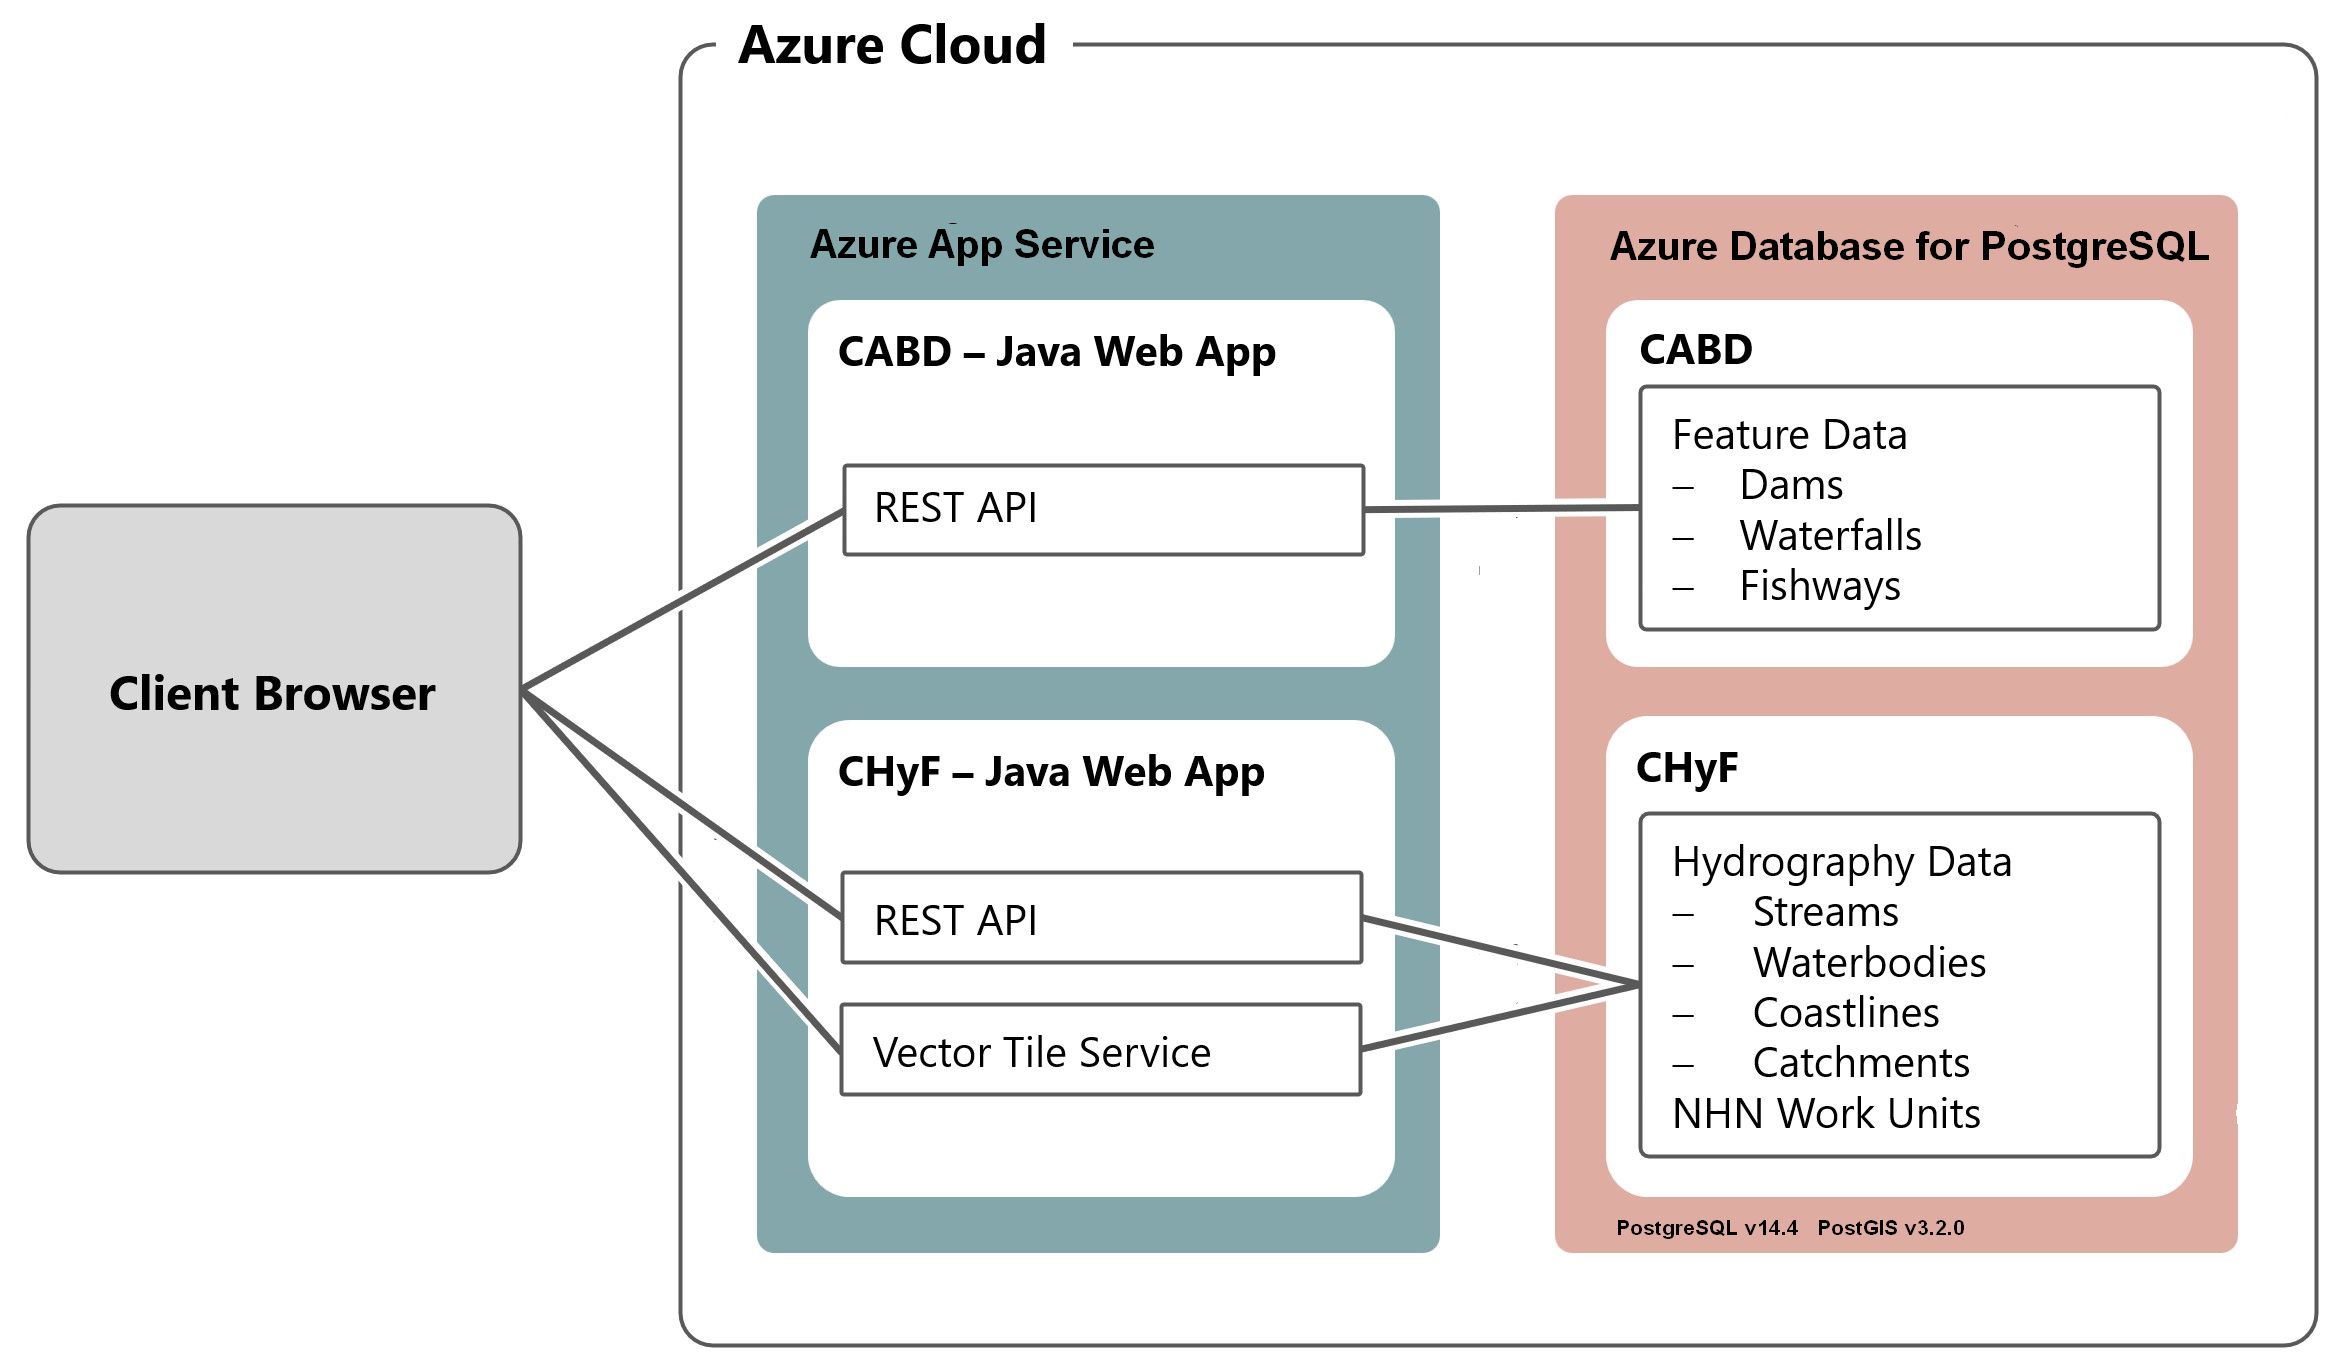 Azure Cloud
Azure App Service
CABD – Java Web App
REST API
CHyF – Java Web App
REST API
Vector Tile Service
Client Browser
Azure Database for PostgreSQL
CABD
Feature Data
– Dams
– Waterfalls
– Fishways
CHyF
Hydrography Data
– Streams
– Waterbodies
– Coastlines
– Catchments
NHN Work Units
PostgreSQL v14.4 PostGIS v3.2.0